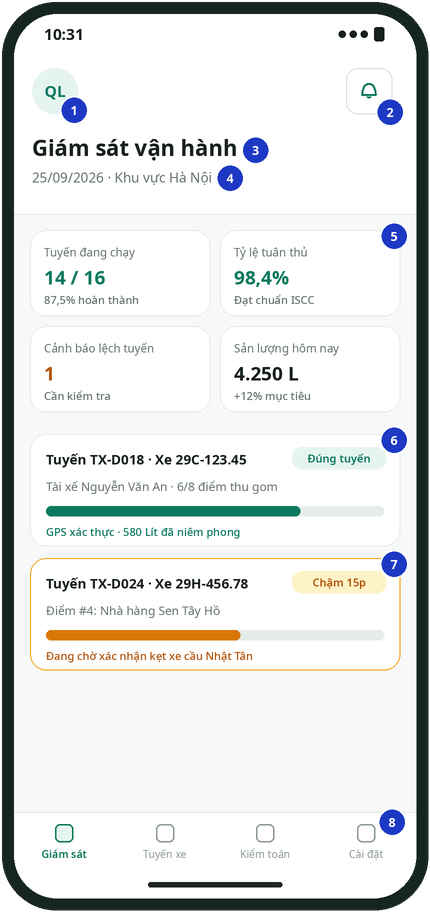 10:31
QL
1
2
Giám sát vận hành 3
25/09/2026 · Khu vực Hà Nội 4
5
Tuyến đang chạy
14 / 16
87,5% hoàn thành
Tỷ lệ tuân thủ
98,4%
Đạt chuẩn ISCC
Cảnh báo lệch tuyến
1
Cần kiểm tra
Sản lượng hôm nay
4.250 L
+12% mục tiêu
6
Tuyến TX-D018 · Xe 29C-123.45
Đúng tuyến
Tài xế Nguyễn Văn An · 6/8 điểm thu gom
GPS xác thực · 580 Lít đã niêm phong
7
Tuyến TX-D024 · Xe 29H-456.78
Chậm 15p
Điểm #4: Nhà hàng Sen Tây Hồ
Đang chờ xác nhận kẹt xe cầu Nhật Tân
8
Giám sát
Tuyến xe
Kiểm toán
Cài đặt